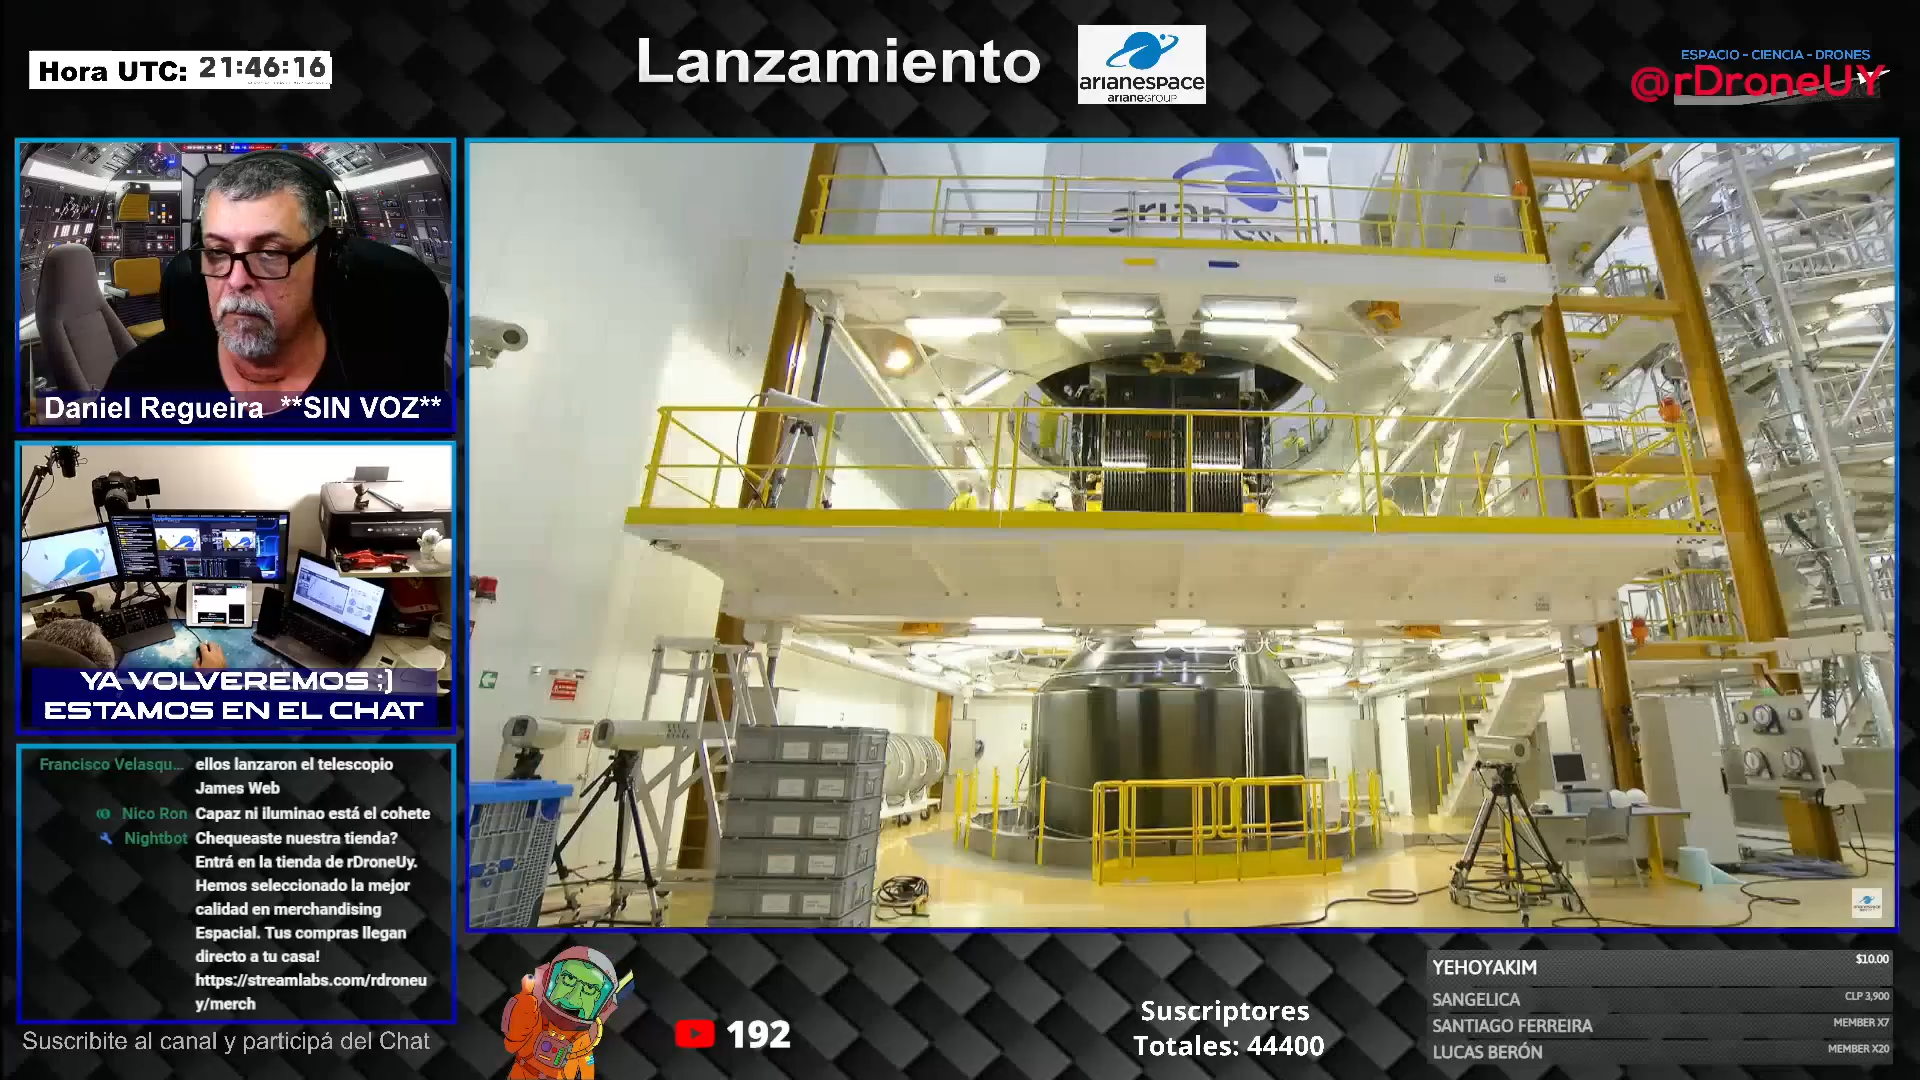 Hora UTC: 21:46:16
Lanzamiento
arianespace
arianeGROUP
ESPACIO - CIENCIA - DRONES
@rDroneUY
Daniel Regueira **SIN VOZ**
YA VOLVEREMOS ;)
ESTAMOS EN EL CHAT
Francisco Velasqu... ellos lanzaron el telescopio
James Web
Nico Ron Capaz ni iluminao está el cohete
Nightbot Chequeaste nuestra tienda?
Entrá en la tienda de rDroneUy.
Hemos seleccionado la mejor
calidad en merchandising
Espacial. Tus compras llegan
directo a tu casa!
https://streamlabs.com/rdroneu
y/merch
Suscribite al canal y participá del Chat
192
Suscriptores
Totales: 44400
YEHOYAKIM $10.00
SANGELICA CLP 3,900
SANTIAGO FERREIRA MEMBER X7
LUCAS BERÓN MEMBER X20